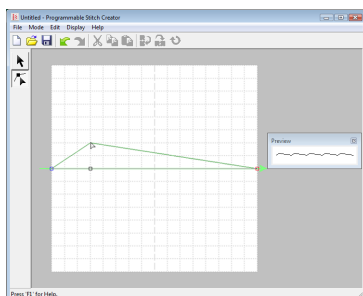 Untitled - Programmable Stitch Creator
File Mode Edit Display Help
Preview
Press 'F1' for Help.